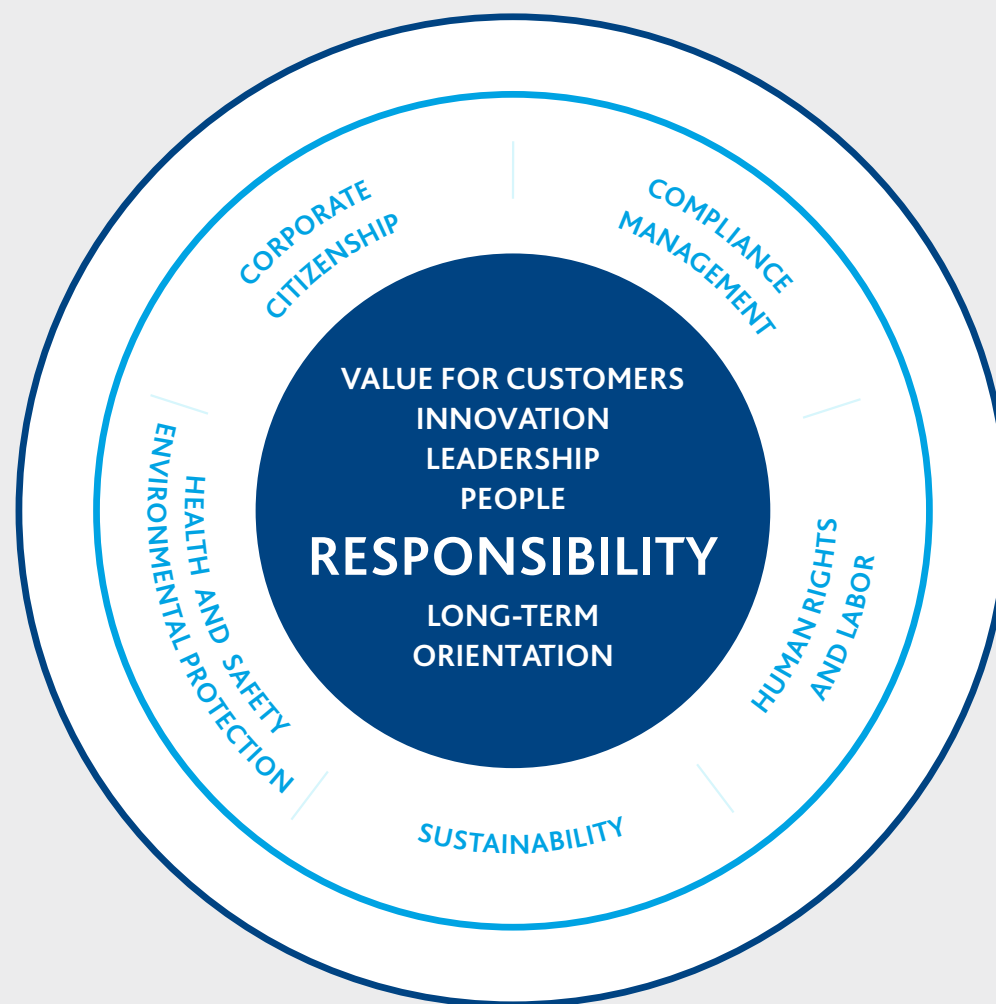 CORPORATE
CITIZENSHIP
COMPLIANCE
MANAGEMENT
VALUE FOR CUSTOMERS
INNOVATION
LEADERSHIP
PEOPLE
RESPONSIBILITY
LONG-TERM
ORIENTATION
HEALTH AND SAFETY
ENVIRONMENTAL PROTECTION
HUMAN RIGHTS
AND LABOR
SUSTAINABILITY